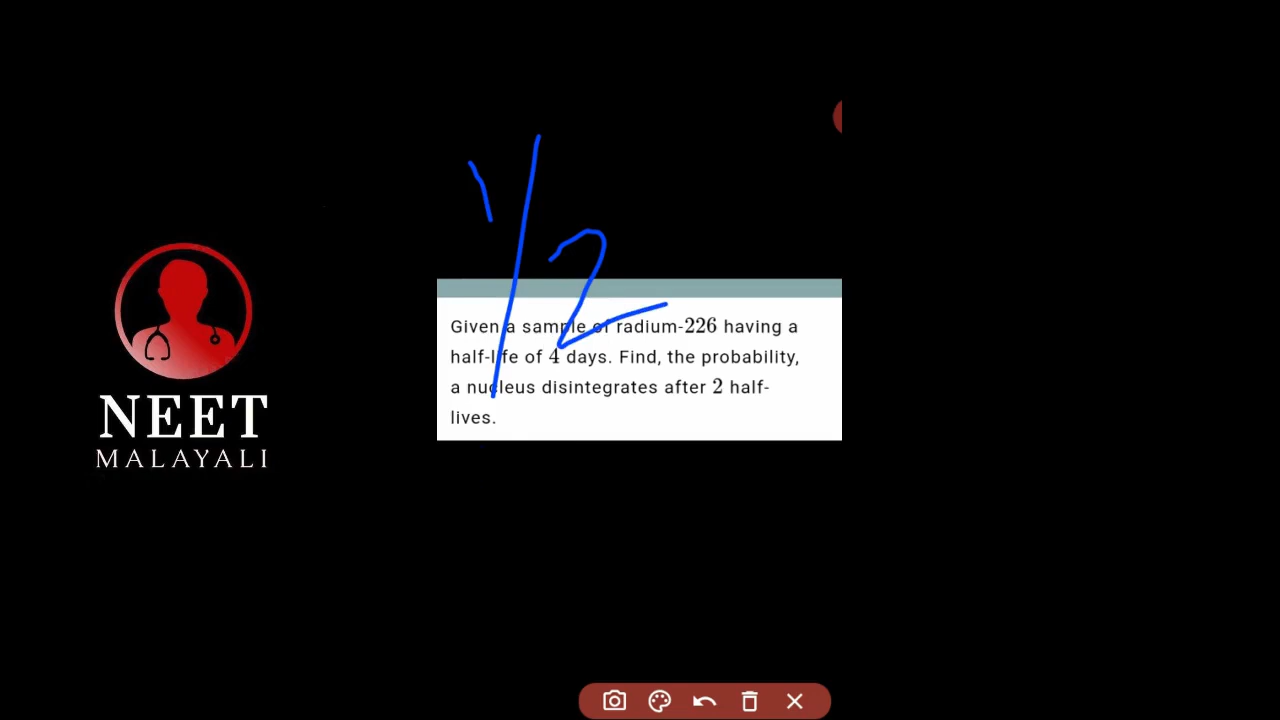 1/2
Given a sample of radium-226 having a
half-life of 4 days. Find, the probability,
a nucleus disintegrates after 2 half-
lives.
NEET
MALAYALI